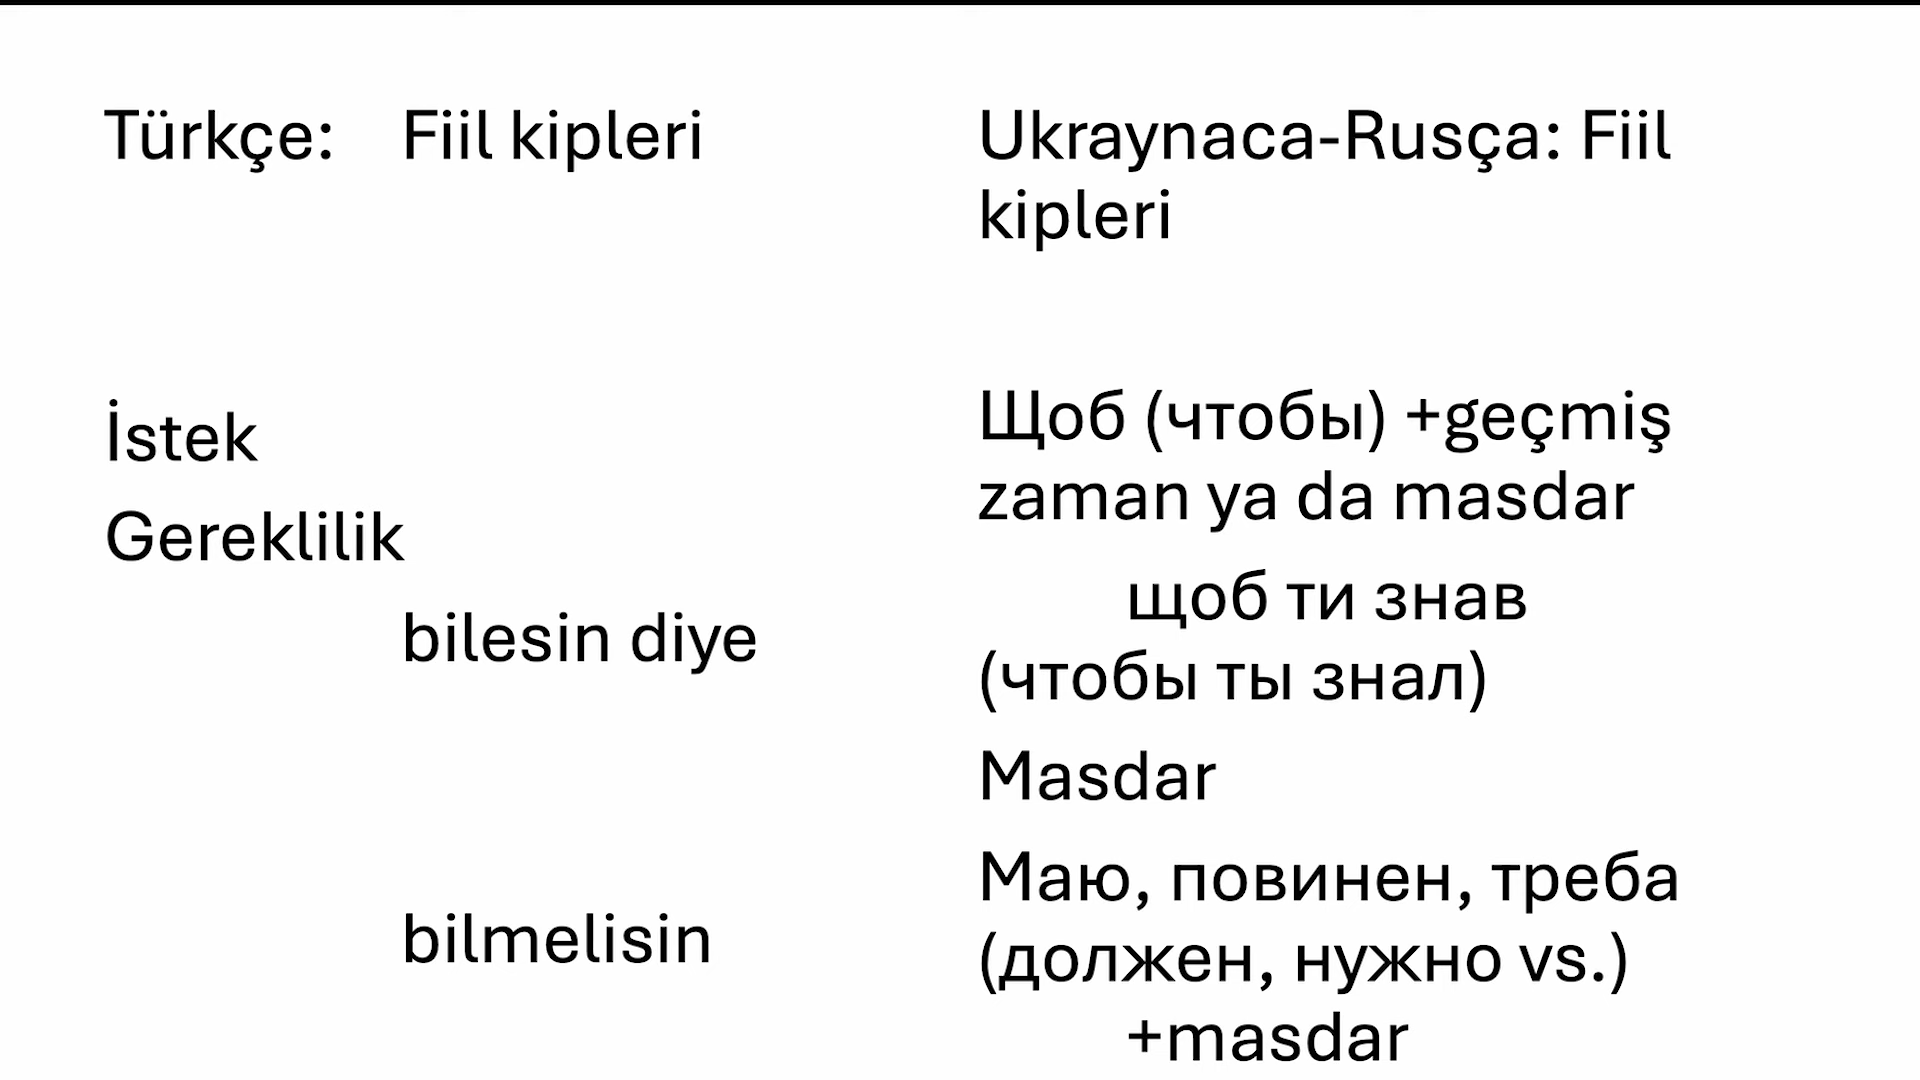 Türkçe: Fiil kipleri
İstek
Gereklilik
bilesin diye
bilmelisin
Ukraynaca-Rusça: Fiil
kipleri
Щоб (чтобы) +geçmiş
zaman ya da masdar
щоб ти знав
(чтобы ты знал)
Masdar
Маю, повинен, треба
(должен, нужно vs.)
+masdar